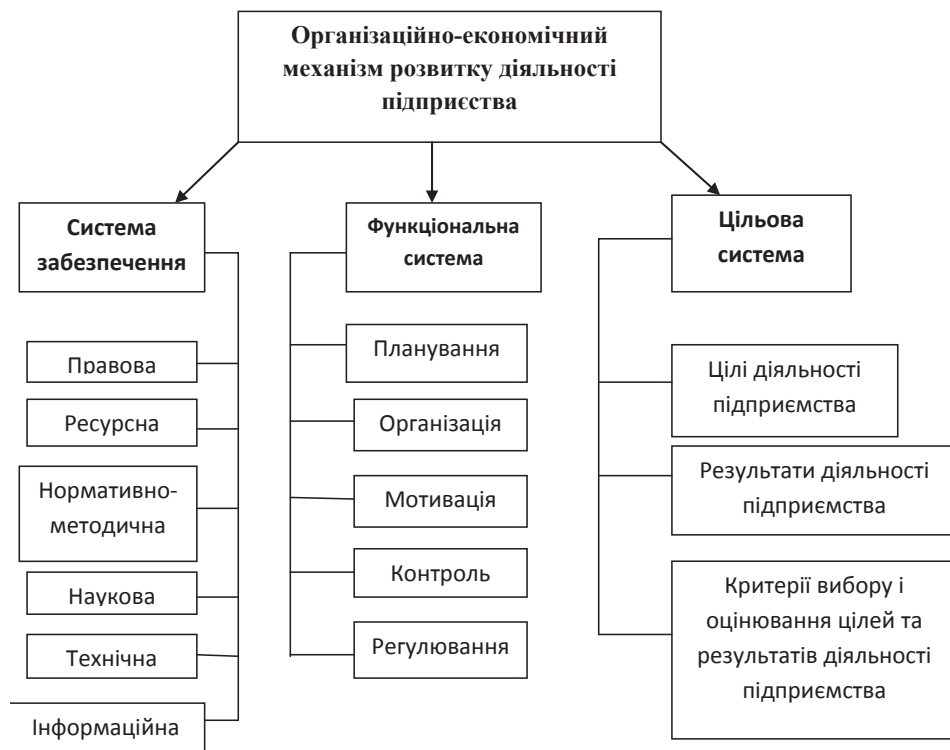 Організаційно-економічний
механізм розвитку діяльності
підприєства
Система
забезпечення
Правова
Ресурсна
Нормативно-
методична
Наукова
Технічна
Інформаційна
Функціональна
система
Планування
Організація
Мотивація
Контроль
Регулювання
Цільова
система
Цілі діяльності
підприємства
Результати діяльності
підприємства
Критерії вибору і
оцінювання цілей та
результатів діяльності
підприємства